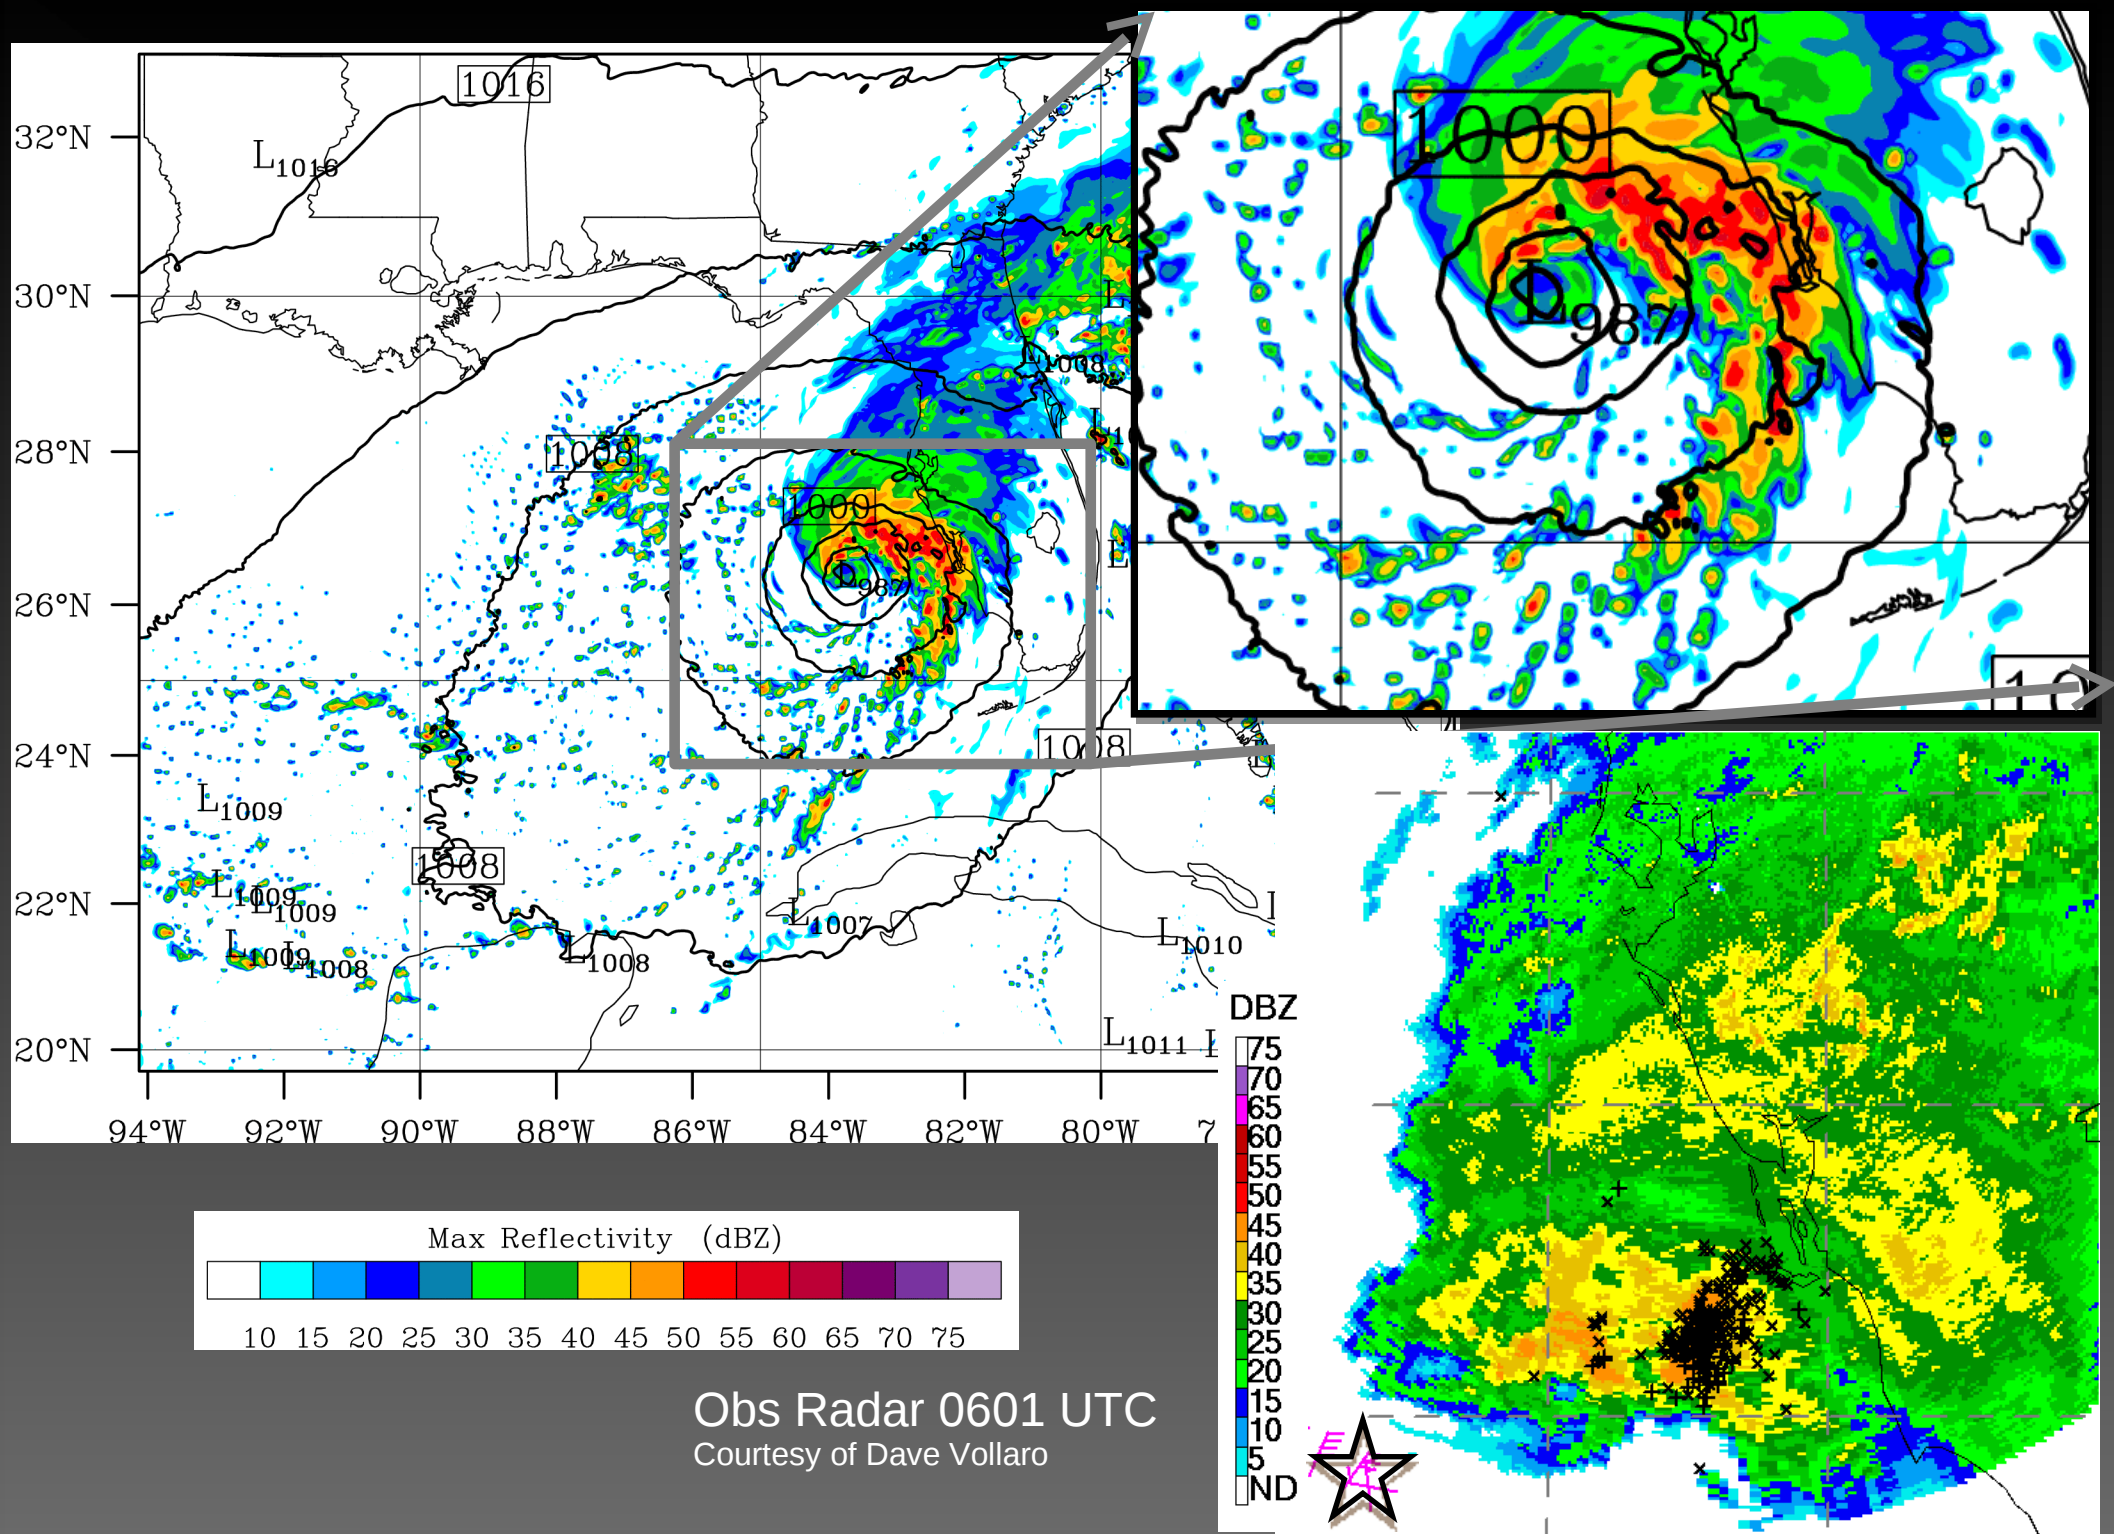 1016
32°N
L1016
30°N
L
L1008
28°N
1008
1000
L987
26°N
24°N
1008
L1009
1008
22°N
L1009
L1009
L1007
L1010
L1009
L1008
L1008
20°N
L1011
94°W 92°W 90°W 88°W 86°W 84°W 82°W 80°W 7
1000
L987
10
Max Reflectivity (dBZ)
10 15 20 25 30 35 40 45 50 55 60 65 70 75
Obs Radar 0601 UTC
Courtesy of Dave Vollaro
DBZ
75
70
65
60
55
50
45
40
35
30
25
20
15
10
5
ND